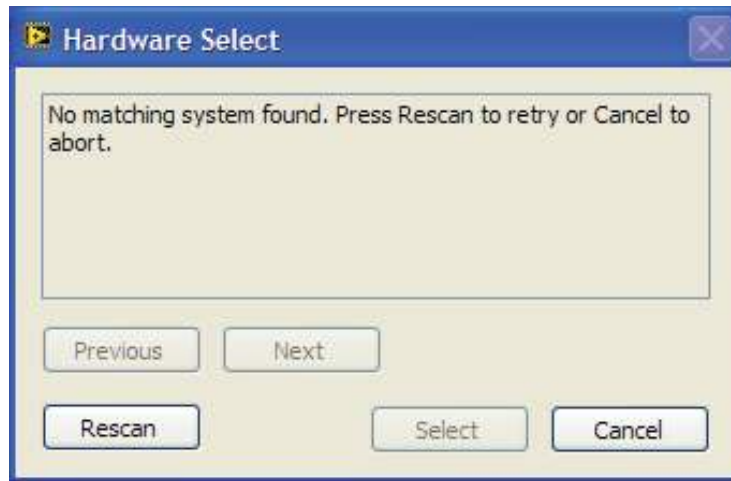 Hardware Select
No matching system found. Press Rescan to retry or Cancel to
abort.
Previous Next
Rescan Select Cancel